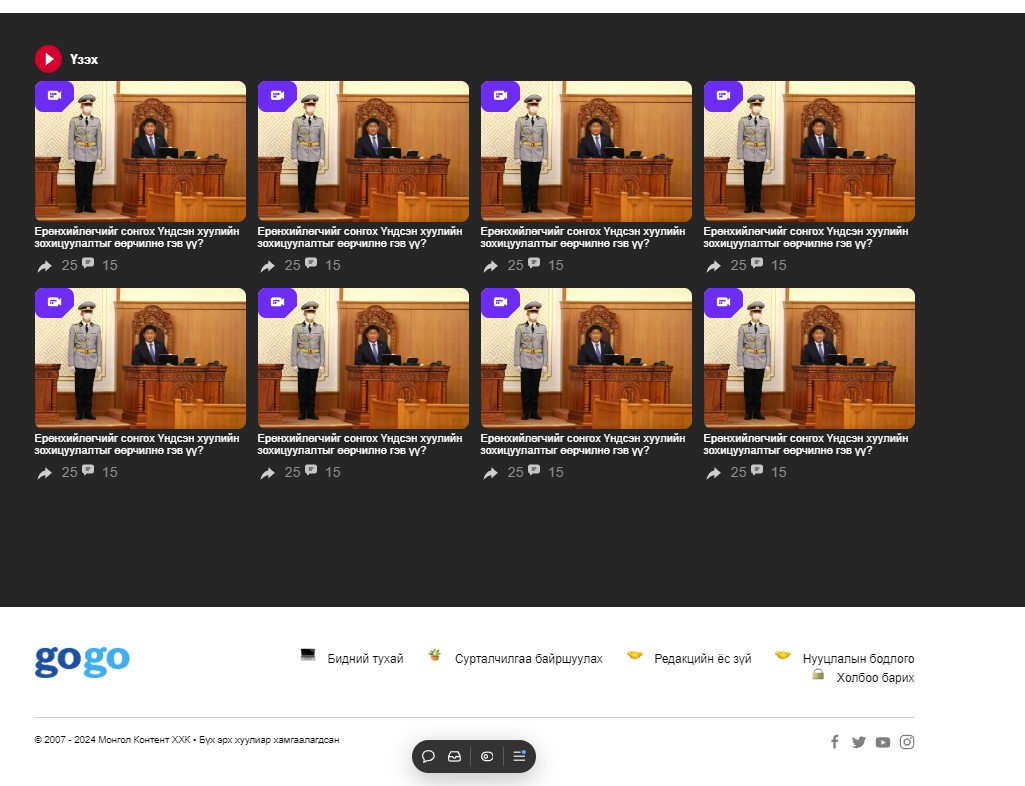 Үзэх
Ерөнхийлөгчийг сонгох Үндсэн хуулийн
зохицуулалтыг өөрчилнө гэв үү?
25 15
Ерөнхийлөгчийг сонгох Үндсэн хуулийн
зохицуулалтыг өөрчилнө гэв үү?
25 15
Ерөнхийлөгчийг сонгох Үндсэн хуулийн
зохицуулалтыг өөрчилнө гэв үү?
25 15
Ерөнхийлөгчийг сонгох Үндсэн хуулийн
зохицуулалтыг өөрчилнө гэв үү?
25 15
Ерөнхийлөгчийг сонгох Үндсэн хуулийн
зохицуулалтыг өөрчилнө гэв үү?
25 15
Ерөнхийлөгчийг сонгох Үндсэн хуулийн
зохицуулалтыг өөрчилнө гэв үү?
25 15
Ерөнхийлөгчийг сонгох Үндсэн хуулийн
зохицуулалтыг өөрчилнө гэв үү?
25 15
Ерөнхийлөгчийг сонгох Үндсэн хуулийн
зохицуулалтыг өөрчилнө гэв үү?
25 15
gogo
Бидний тухай Сурталчилгаа байршуулах Редакцийн ёс зүй Нууцлалын бодлого
Холбоо барих
© 2007 - 2024 Монгол Контент ХХК • Бүх эрх хуулиар хамгаалагдсан